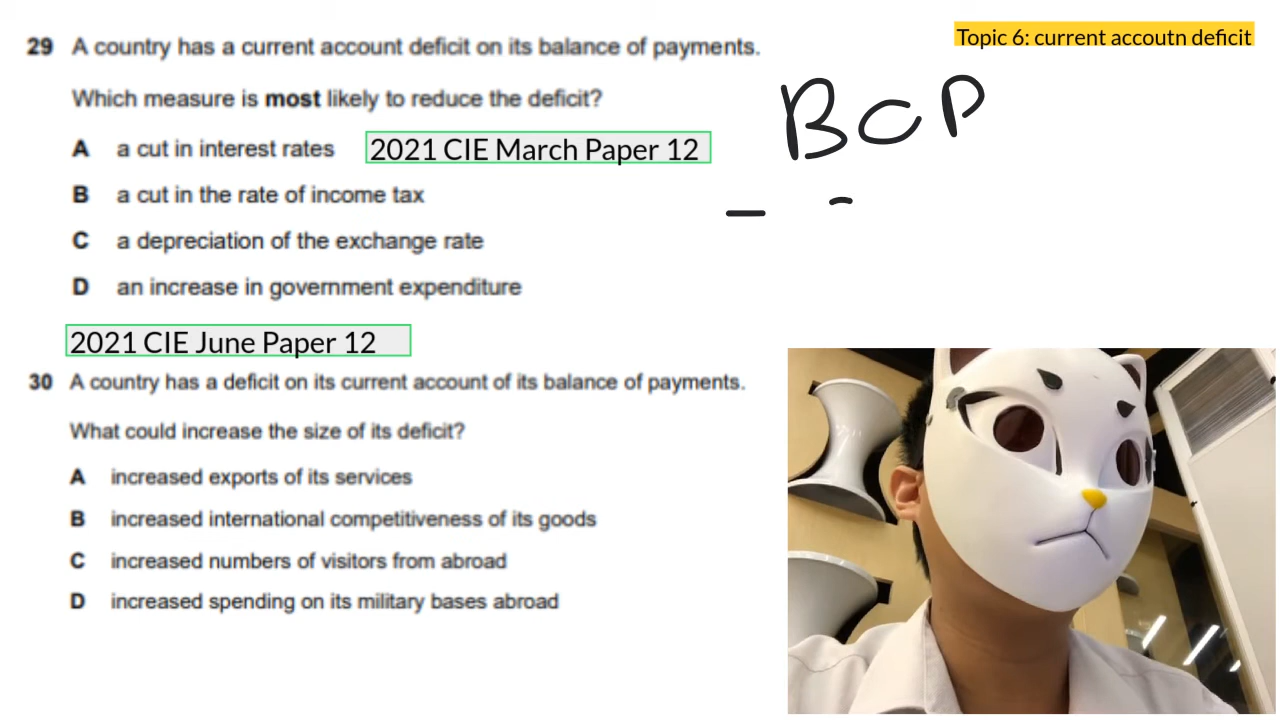 Topic 6: current accoutn deficit
29 A country has a current account deficit on its balance of payments.
Which measure is most likely to reduce the deficit?
A a cut in interest rates
2021 CIE March Paper 12
B a cut in the rate of income tax
C a depreciation of the exchange rate
D an increase in government expenditure
BOP
2021 CIE June Paper 12
30 A country has a deficit on its current account of its balance of payments.
What could increase the size of its deficit?
A increased exports of its services
B increased international competitiveness of its goods
C increased numbers of visitors from abroad
D increased spending on its military bases abroad